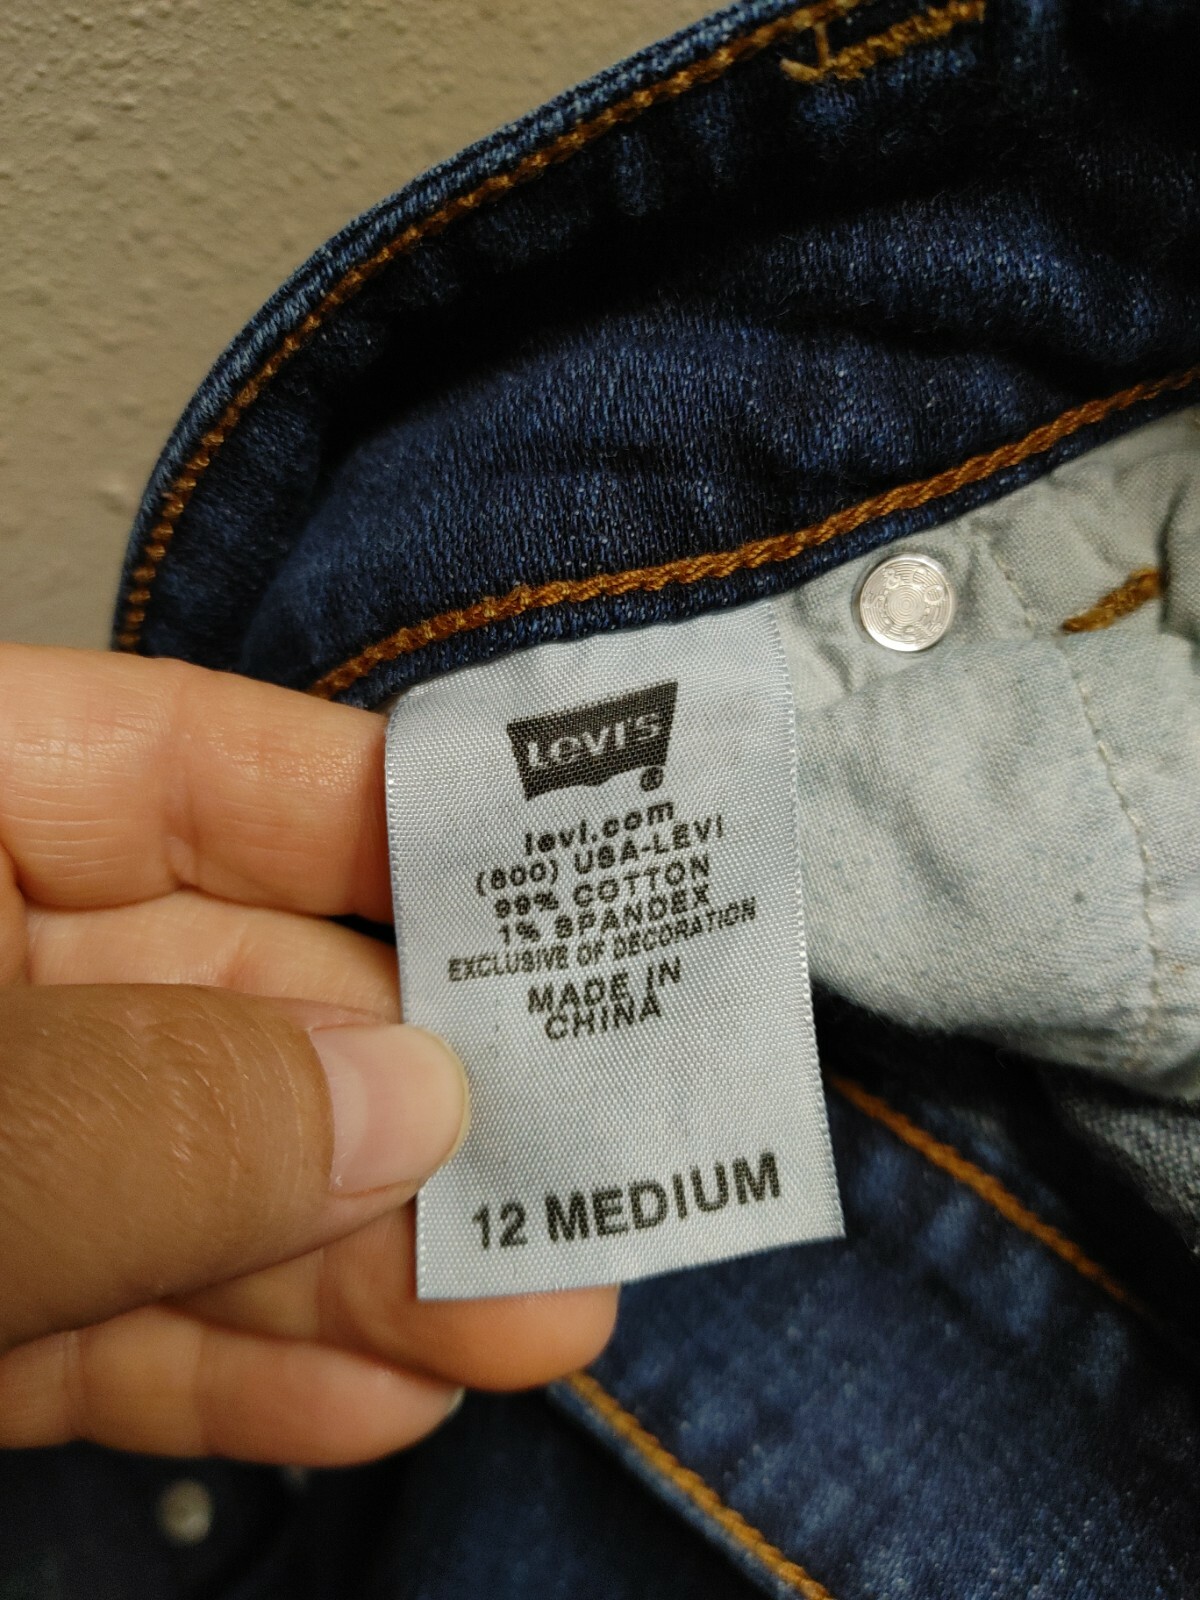 Levi's
levi.com
(800) USA-LEVI
99% COTTON
1% SPANDEX
EXCLUSIVE OF DECORATION
MADE IN
CHINA
12 MEDIUM